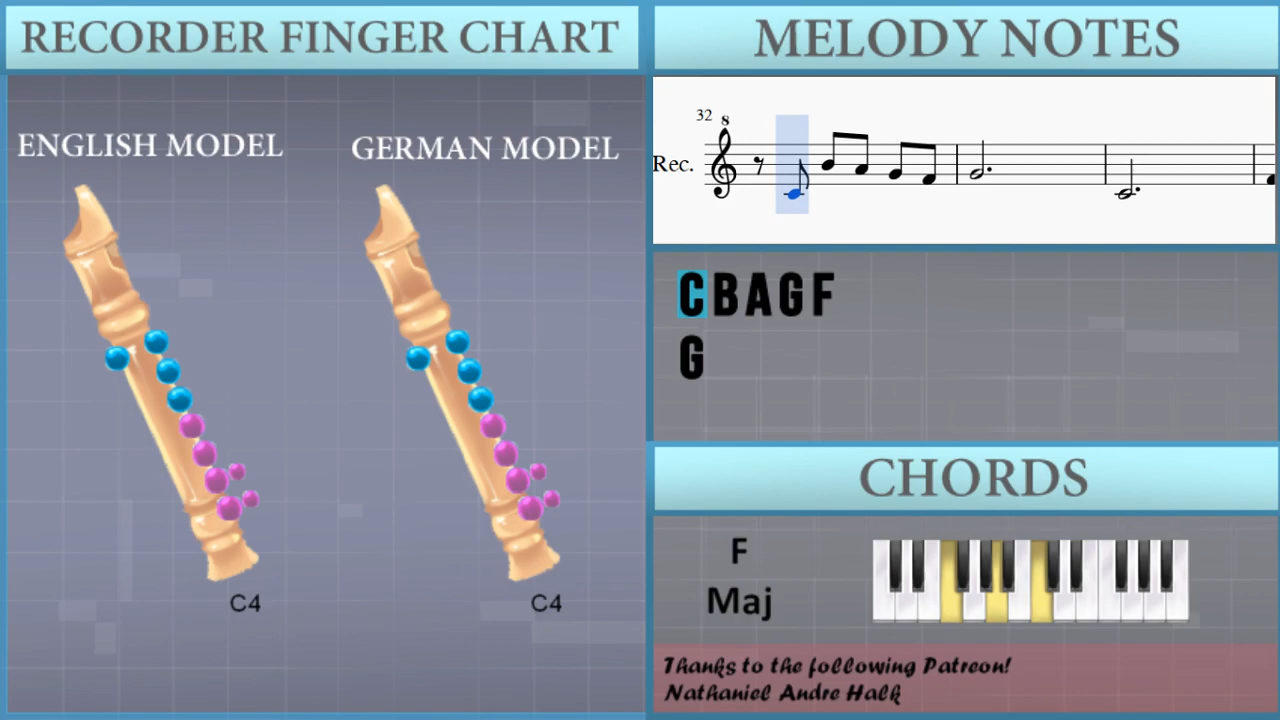 RECORDER FINGER CHART
ENGLISH MODEL
GERMAN MODEL
C4
C4
MELODY NOTES
32
8
Rec.
C B A G F
G
CHORDS
F
Maj
Thanks to the following Patreon!
Nathaniel Andre Halk